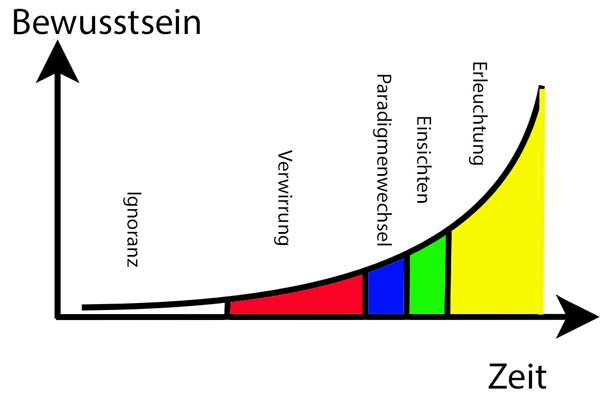 Bewusstsein
Ignoranz
Verwirrung
Paradigmenwechsel
Einsichten
Erleuchtung
Zeit